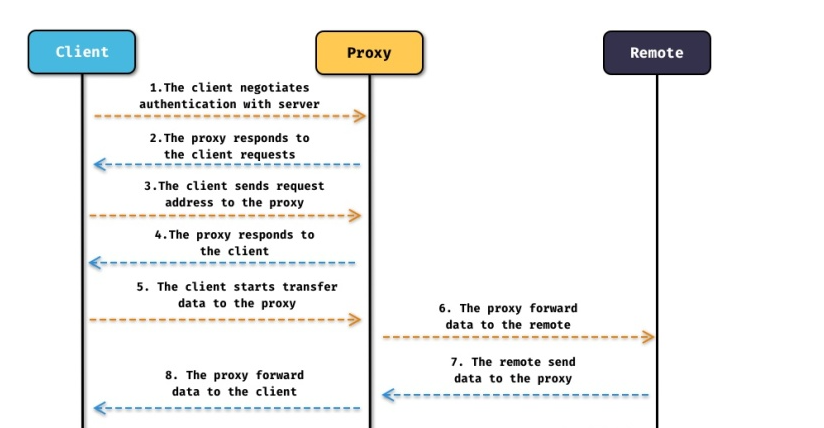 Client
Proxy
Remote
1.The client negotiates
authentication with server
2.The proxy responds to
the client requests
3.The client sends request
address to the proxy
4.The proxy responds to
the client
5. The client starts transfer
data to the proxy
6. The proxy forward
data to the remote
7. The remote send
data to the proxy
8. The proxy forward
data to the client